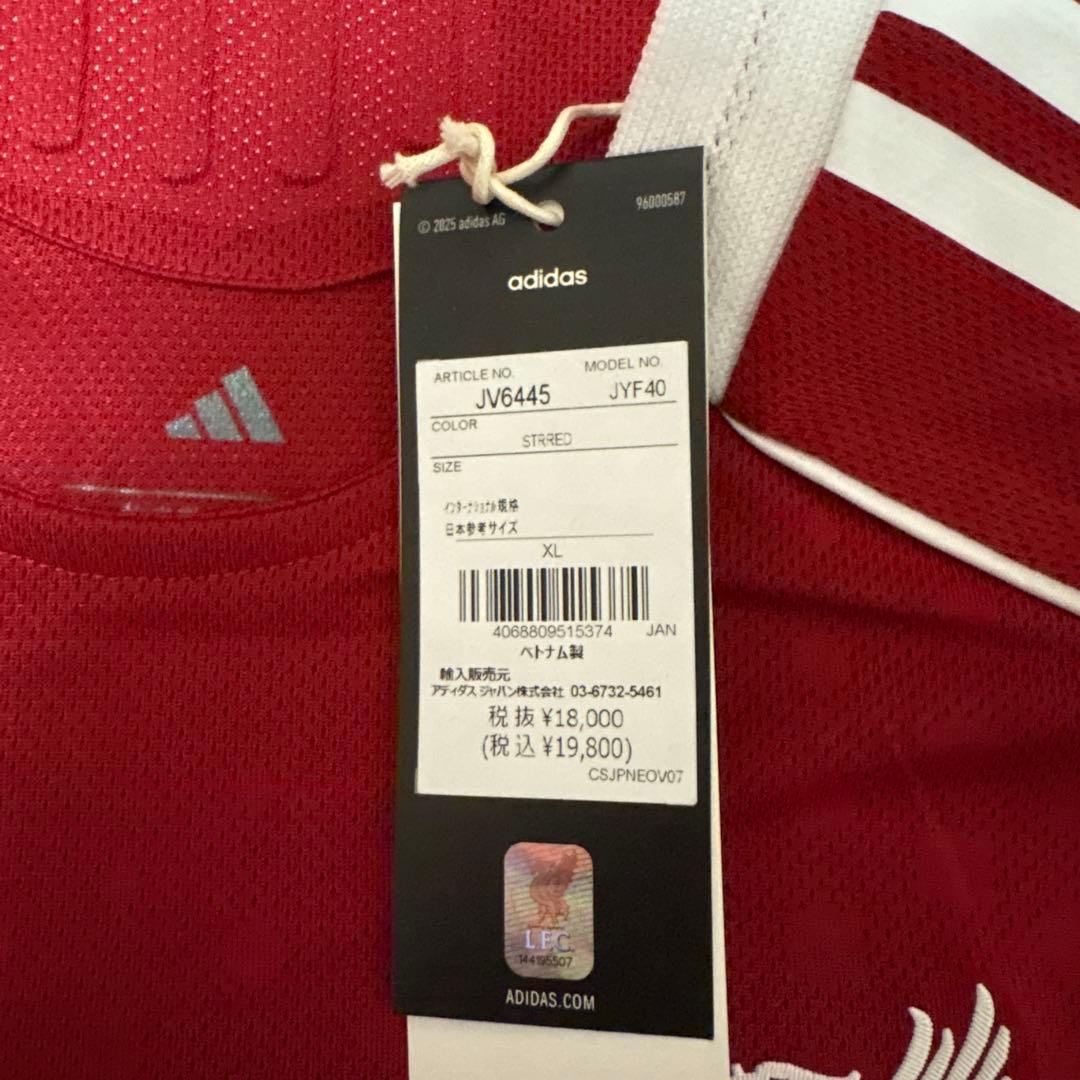 © 2025 adidas AG
96000587
adidas
ARTICLE NO.
MODEL NO.
JV6445
JYF40
COLOR
STRRED
SIZE
インターナショナル規格
日本参考サイズ
XL
4068809515374 JAN
ベトナム製
輸入販売元
アディダス ジャパン株式会社 03-6732-5461
税抜 ¥18,000
(税込 ¥19,800)
CSJPNEOV07
L.F.C.
144195507
ADIDAS.COM